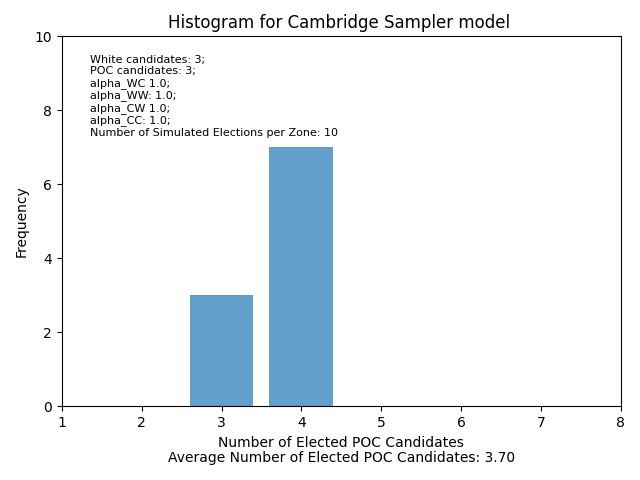 Histogram for Cambridge Sampler model
10
White candidates: 3;
POC candidates: 3;
alpha_WC 1.0;
alpha_WW: 1.0;
alpha_CW 1.0;
alpha_CC: 1.0;
Number of Simulated Elections per Zone: 10
8
6
Frequency
4
2
0
1 2 3 4 5 6 7 8
Number of Elected POC Candidates
Average Number of Elected POC Candidates: 3.70